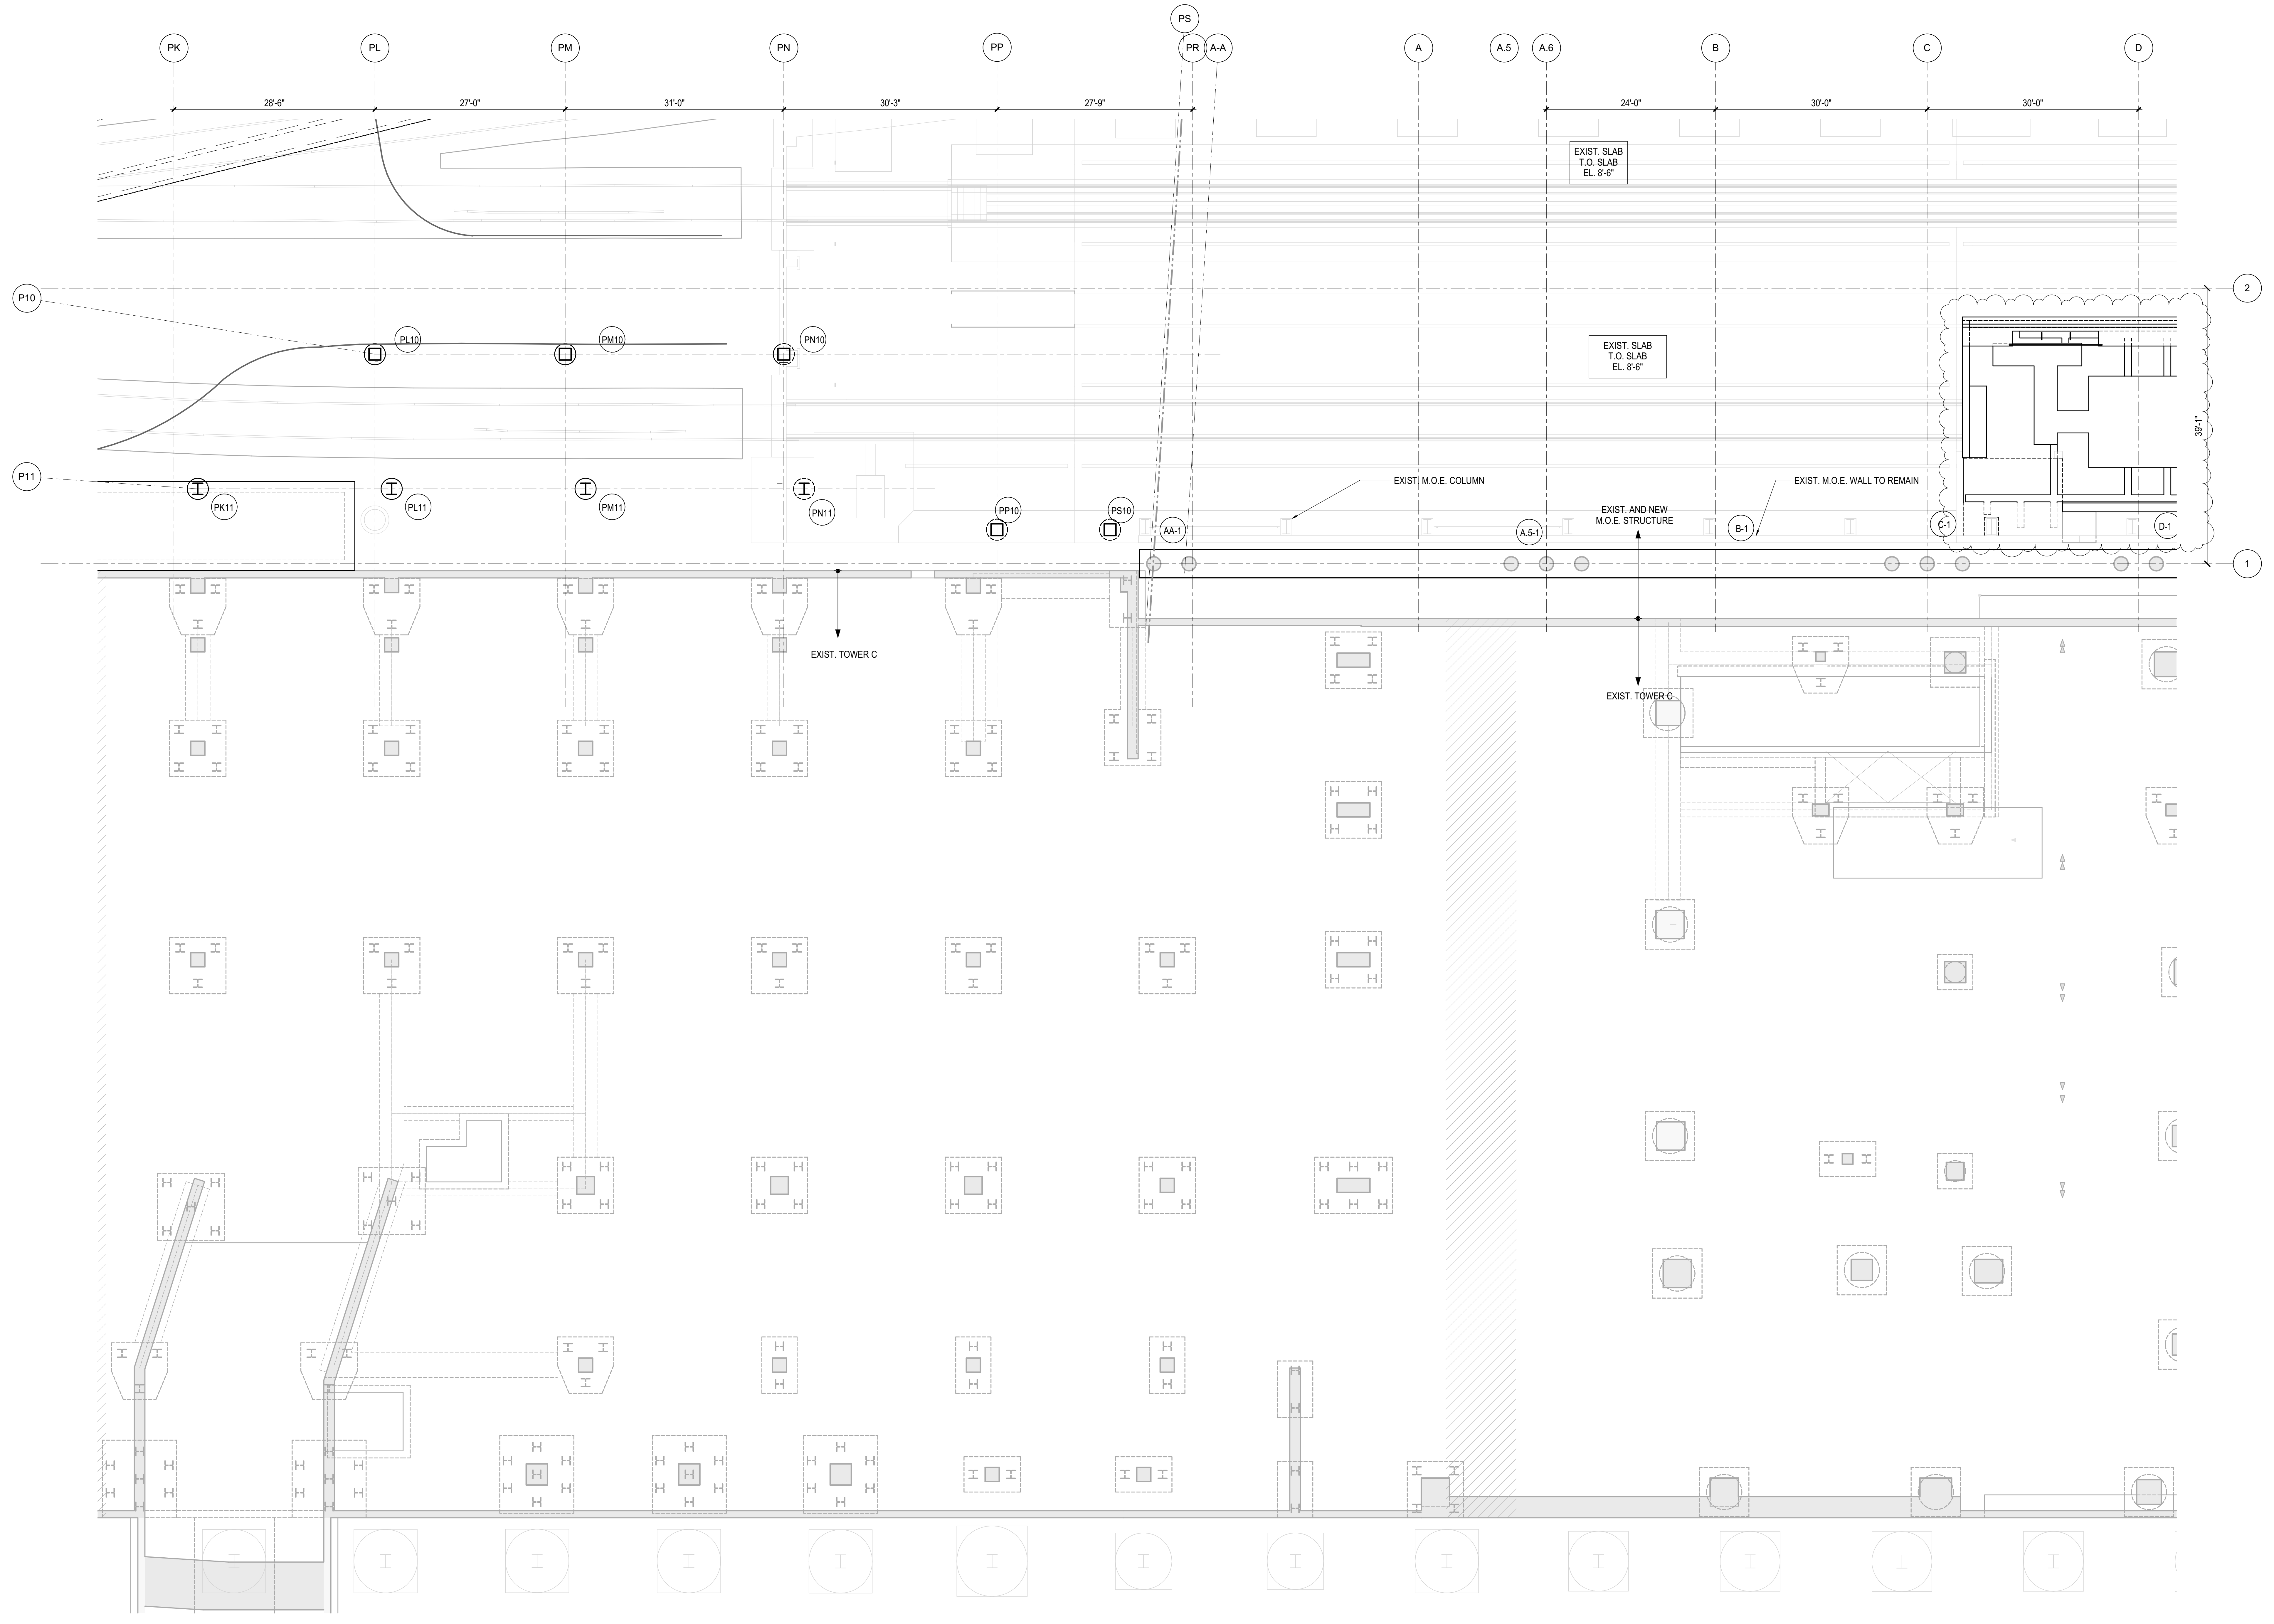 PS
PK
PL
PM
PN
PP
PR
A-A
A
A.5
A.6
B
C
D
28'-6"
27'-0"
31'-0"
30'-3"
27'-9"
24'-0"
30'-0"
30'-0"
EXIST. SLAB
T.O. SLAB
EL. 8'-6"
2
P10
PL10
PM10
PN10
EXIST. SLAB
T.O. SLAB
EL. 8'-6"
39'-1"
P11
EXIST. M.O.E. COLUMN
EXIST. M.O.E. WALL TO REMAIN
PK11
PL11
PM11
PN11
PP10
PS10
EXIST. AND NEW
M.O.E. STRUCTURE
AA-1
A.5-1
B-1
C-1
D-1
1
EXIST. TOWER C
EXIST. TOWER C